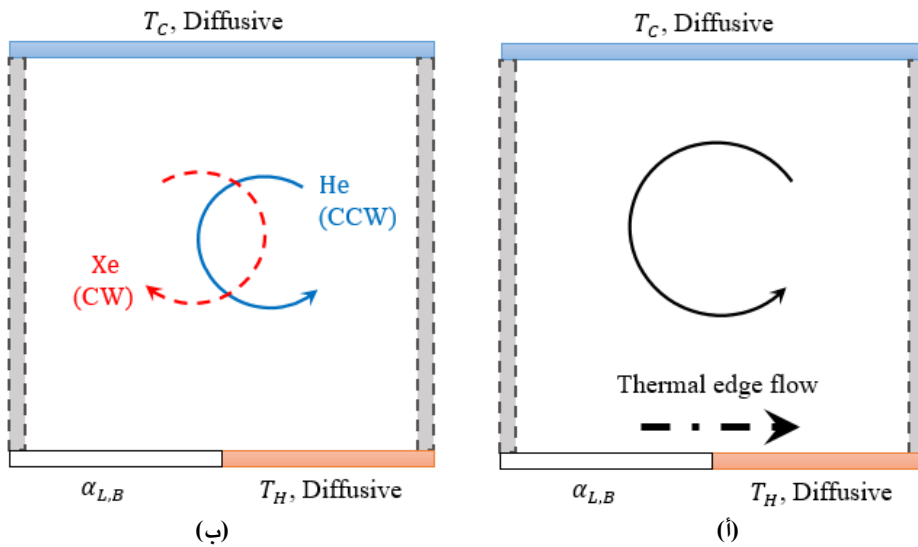 T_C, Diffusive
He
(CCW)
Xe
(CW)
α_{L,B}
T_H, Diffusive
(ب)
T_C, Diffusive
Thermal edge flow
α_{L,B}
T_H, Diffusive
(أ)